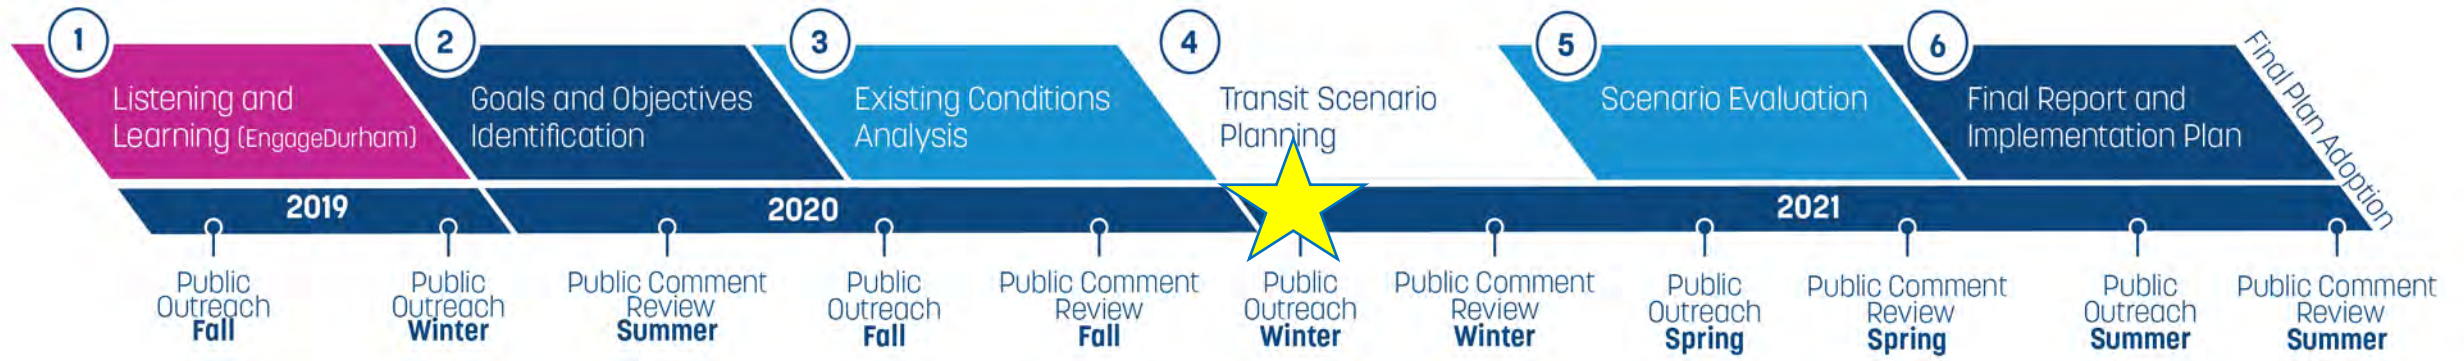 1
Listening and
Learning (EngageDurham)
2
Goals and Objectives
Identification
3
Existing Conditions
Analysis
4
Transit Scenario
Planning
5
Scenario Evaluation
6
Final Report and
Implementation Plan
Final Plan Adoption
2019
2020
2021
Public
Outreach
Fall
Public
Outreach
Winter
Public Comment
Review
Summer
Public
Outreach
Fall
Public Comment
Review
Fall
Public
Outreach
Winter
Public Comment
Review
Winter
Public
Outreach
Spring
Public Comment
Review
Spring
Public
Outreach
Summer
Public Comment
Review
Summer